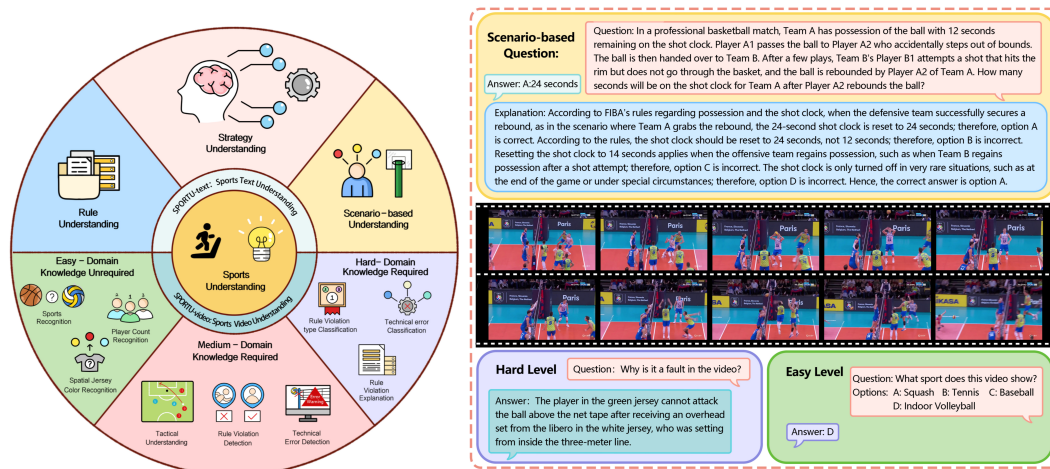 Strategy
Understanding
Rule
Understanding
Scenario-based
Understanding
SPORTU-text: Sports Text Understanding
Sports
Understanding
SPORTU-video: Sports Video Understanding
Easy-Domain
Knowledge Unrequired
Sports
Recognition
Player Count
Recognition
Spatial Jersey
Color Recognition
Medium-Domain
Knowledge Required
Tactical
Understanding
Rule Violation
Detection
Technical
Error Detection
Hard-Domain
Knowledge Required
Rule Violation
type Classification
Technical error
Classification
Rule
Violation
Explanation
Scenario-based
Question:
Question: In a professional basketball match, Team A has possession of the ball with 12 seconds
remaining on the shot clock. Player A1 passes the ball to Player A2 who accidentally steps out of bounds.
The ball is then handed over to Team B. After a few plays, Team B's Player B1 attempts a shot that hits the
rim but does not go through the basket, and the ball is rebounded by Player A2 of Team A. How many
seconds will be on the shot clock for Team A after Player A2 rebounds the ball?
Answer: A:24 seconds
Explanation: According to FIBA's rules regarding possession and the shot clock, when the defensive team successfully secures a
rebound, as in the scenario where Team A grabs the rebound, the 24-second shot clock is reset to 24 seconds; therefore, option A
is correct. According to the rules, the shot clock should be reset to 24 seconds, not 12 seconds; therefore, option B is incorrect.
Resetting the shot clock to 14 seconds applies when the offensive team regains possession, such as when Team B regains
possession after a shot attempt; therefore, option C is incorrect. The shot clock is only turned off in very rare situations, such as at
the end of the game or under special circumstances; therefore, option D is incorrect. Hence, the correct answer is option A.
Paris
Paris
Hard Level
Question: Why is it a fault in the video?
Answer: The player in the green jersey cannot attack
the ball above the net tape after receiving an overhead
set from the libero in the white jersey, who was setting
from inside the three-meter line.
Easy Level
Question: What sport does this video show?
Options: A: Squash B: Tennis C: Baseball
D: Indoor Volleyball
Answer: D